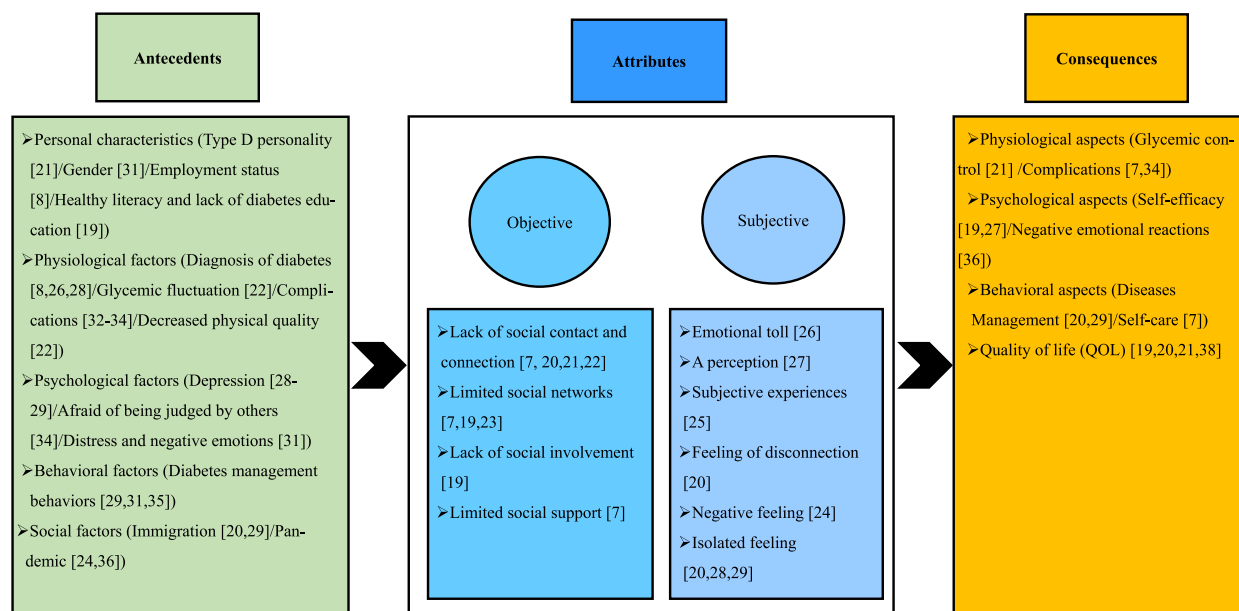 Antecedents
Attributes
Consequences
➢Personal characteristics (Type D personality
[21]/Gender [31]/Employment status
[8]/Healthy literacy and lack of diabetes edu-
cation [19])
➢Physiological factors (Diagnosis of diabetes
[8,26,28]/Glycemic fluctuation [22]/Compli-
cations [32-34]/Decreased physical quality
[22])
➢Psychological factors (Depression [28-
29]/Afraid of being judged by others
[34]/Distress and negative emotions [31])
➢Behavioral factors (Diabetes management
behaviors [29,31,35])
➢Social factors (Immigration [20,29]/Pan-
demic [24,36])
Objective
➢Lack of social contact and
connection [7, 20,21,22]
➢Limited social networks
[7,19,23]
➢Lack of social involvement
[19]
➢Limited social support [7]
Subjective
➢Emotional toll [26]
➢A perception [27]
➢Subjective experiences
[25]
➢Feeling of disconnection
[20]
➢Negative feeling [24]
➢Isolated feeling
[20,28,29]
➢Physiological aspects (Glycemic con-
trol [21] /Complications [7,34])
➢Psychological aspects (Self-efficacy
[19,27]/Negative emotional reactions
[36])
➢Behavioral aspects (Diseases
Management [20,29]/Self-care [7])
➢Quality of life (QOL) [19,20,21,38]